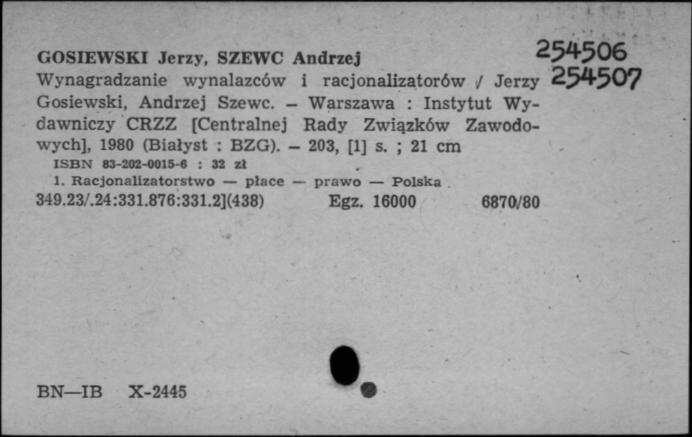 GOSIEWSKI Jerzy, SZEWC Andrzej 254506
Wynagradzanie wynalazców i racjonalizatorów / Jerzy 254507
Gosiewski, Andrzej Szewc. — Warszawa : Instytut Wy-
dawniczy CRZZ [Centralnej Rady Związków Zawodo-
wych], 1980 (Białyst : BZG). — 203, [1] s. ; 21 cm
ISBN 83-202-0015-6 : 32 zł
1. Racjonalizatorstwo — płace — prawo — Polska
349.23/.24:331.876:331.2](438) Egz. 16000 6870/80
BN—IB X-2445